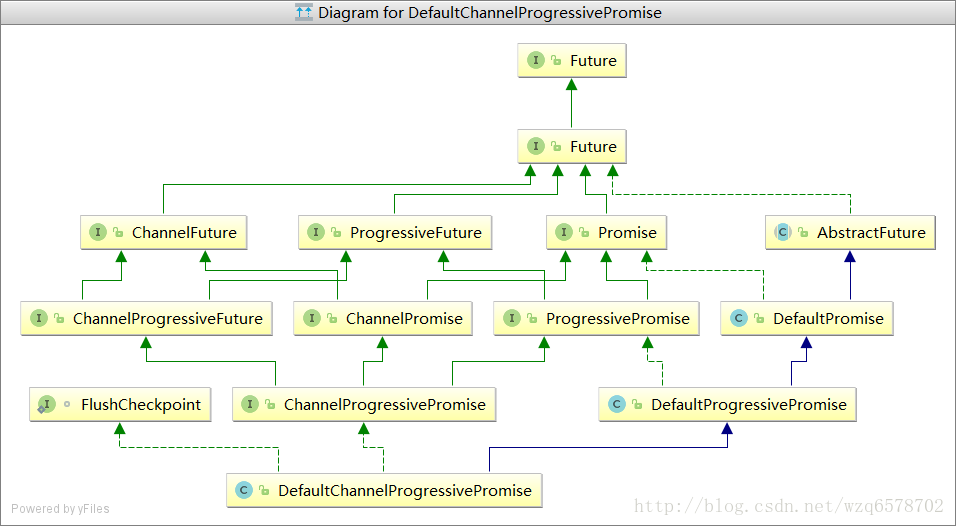 Diagram for DefaultChannelProgressivePromise
I Future
I Future
I ChannelFuture
I ProgressiveFuture
I Promise
C AbstractFuture
I ChannelProgressiveFuture
I ChannelPromise
I ProgressivePromise
C DefaultPromise
I FlushCheckpoint
I ChannelProgressivePromise
C DefaultProgressivePromise
C DefaultChannelProgressivePromise
Powered by yFiles
http://blog.csdn.net/wzq6578702